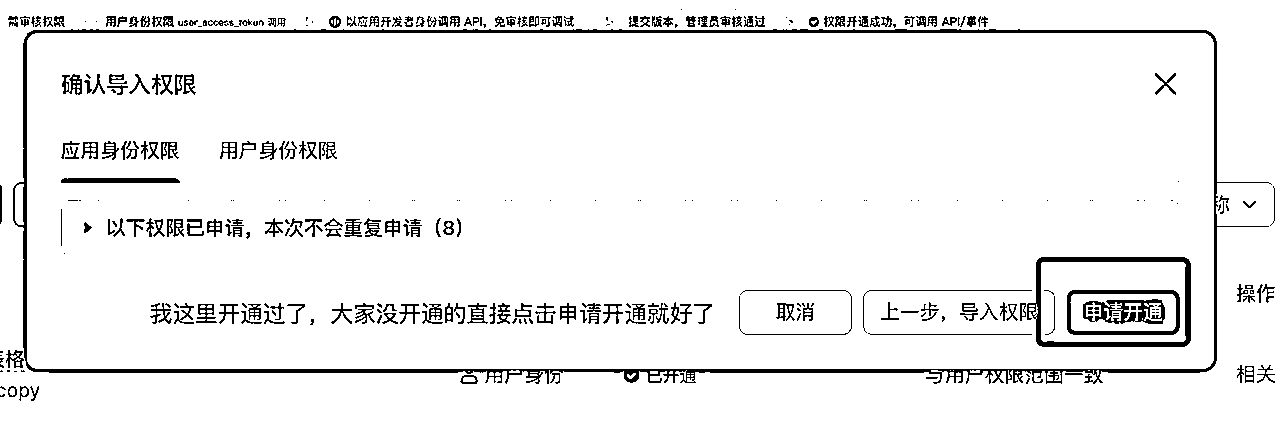 需审核权限 用户身份权限 user_access_token 调用 以应用开发者身份调用 API，免审核即可调试 提交版本，管理员审核通过 权限开通成功，可调用 API/事件
确认导入权限
应用身份权限 用户身份权限
以下权限已申请，本次不会重复申请（8）
称
我这里开通过了，大家没开通的直接点击申请开通就好了 取消 上一步，导入权限 申请开通
操作
表格
用户身份 已开通 与用户权限范围一致 相关
copy